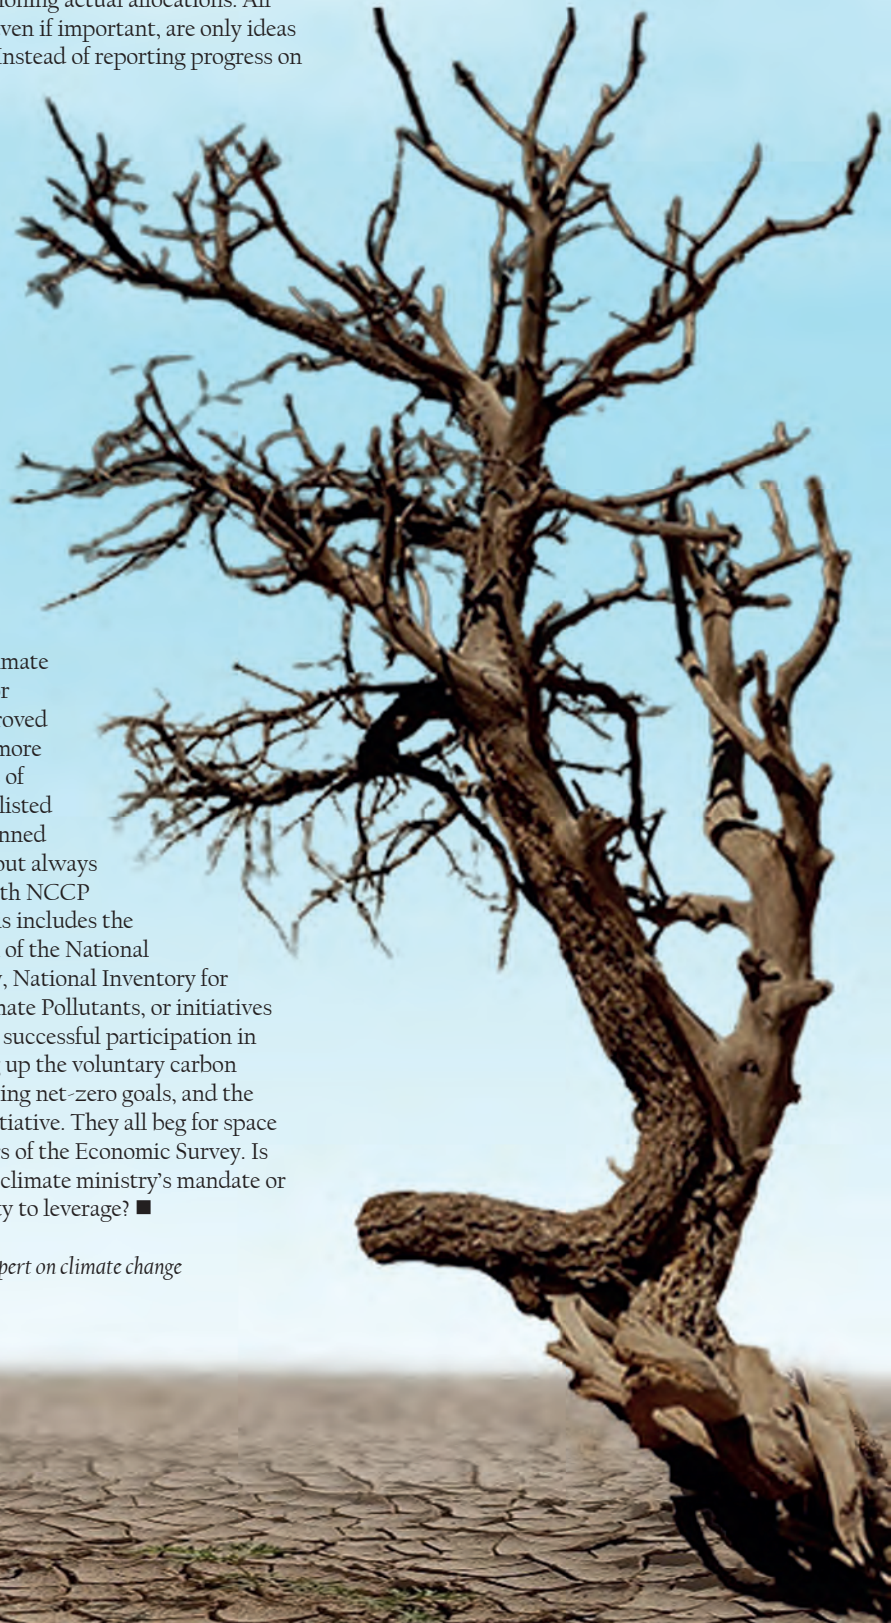 oning actual allocations. All
ven if important, are only ideas
Instead of reporting progress on
mate
r
roved
more
of
listed
nned
out always
th NCCP
s includes the
of the National
, National Inventory for
nate Pollutants, or initiatives
successful participation in
up the voluntary carbon
ing net-zero goals, and the
tiative. They all beg for space
s of the Economic Survey. Is
climate ministry's mandate or
ty to leverage? ■
pert on climate change